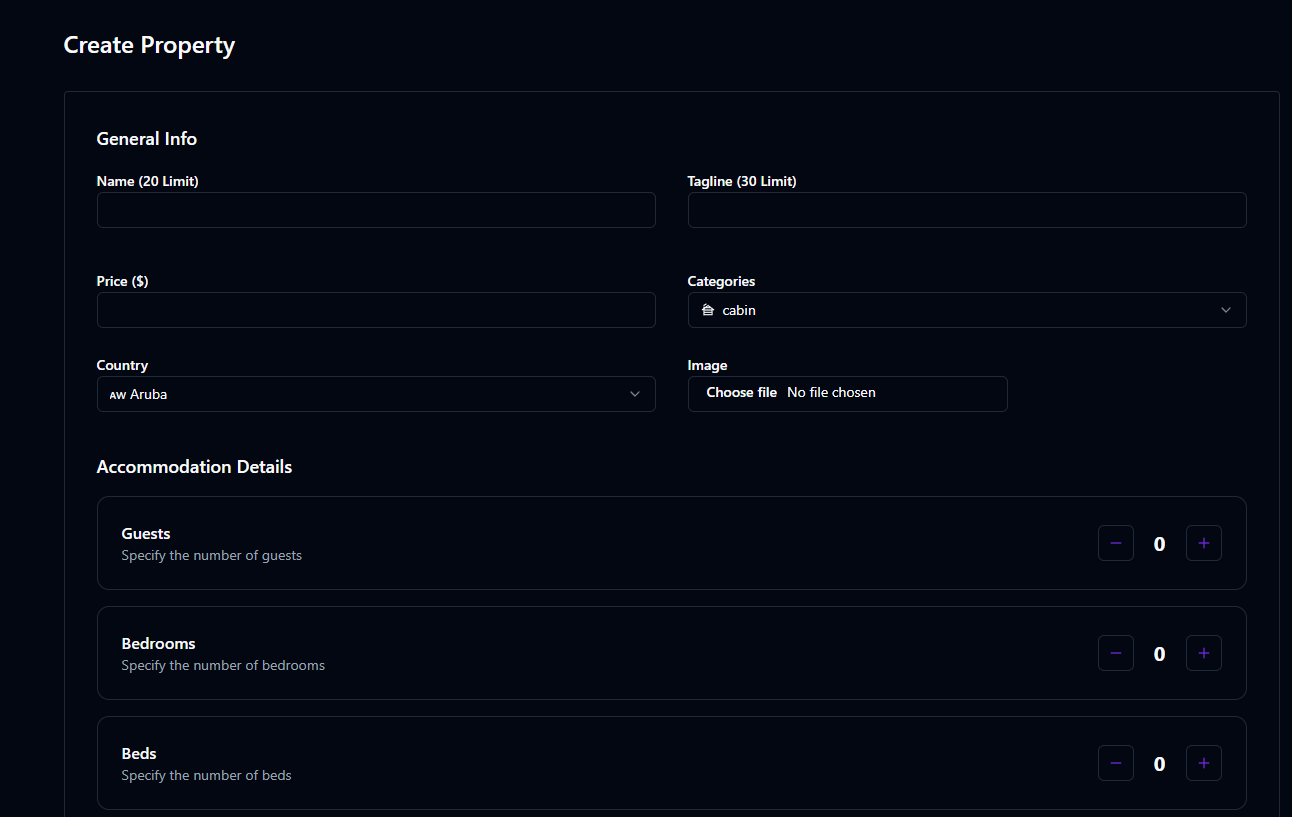 Create Property
General Info
Name (20 Limit)
Tagline (30 Limit)
Price ($)
Categories
cabin
Country
AW Aruba
Image
Choose file No file chosen
Accommodation Details
Guests
Specify the number of guests
0
Bedrooms
Specify the number of bedrooms
0
Beds
Specify the number of beds
0